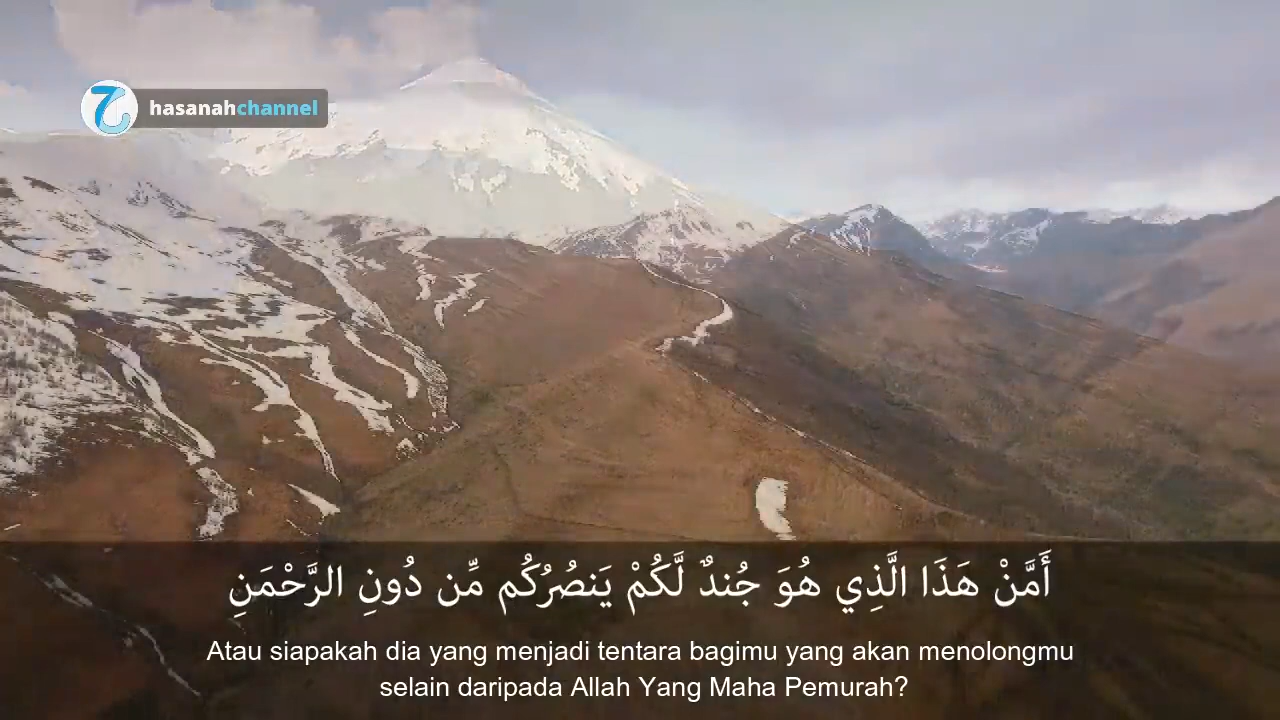 hasanahchannel
أَمَّنْ هَذَا الَّذِي هُوَ جُندٌ لَّكُمْ يَنصُرُكُم مِّن دُونِ الرَّحْمَنِ
Atau siapakah dia yang menjadi tentara bagimu yang akan menolongmu
selain daripada Allah Yang Maha Pemurah?